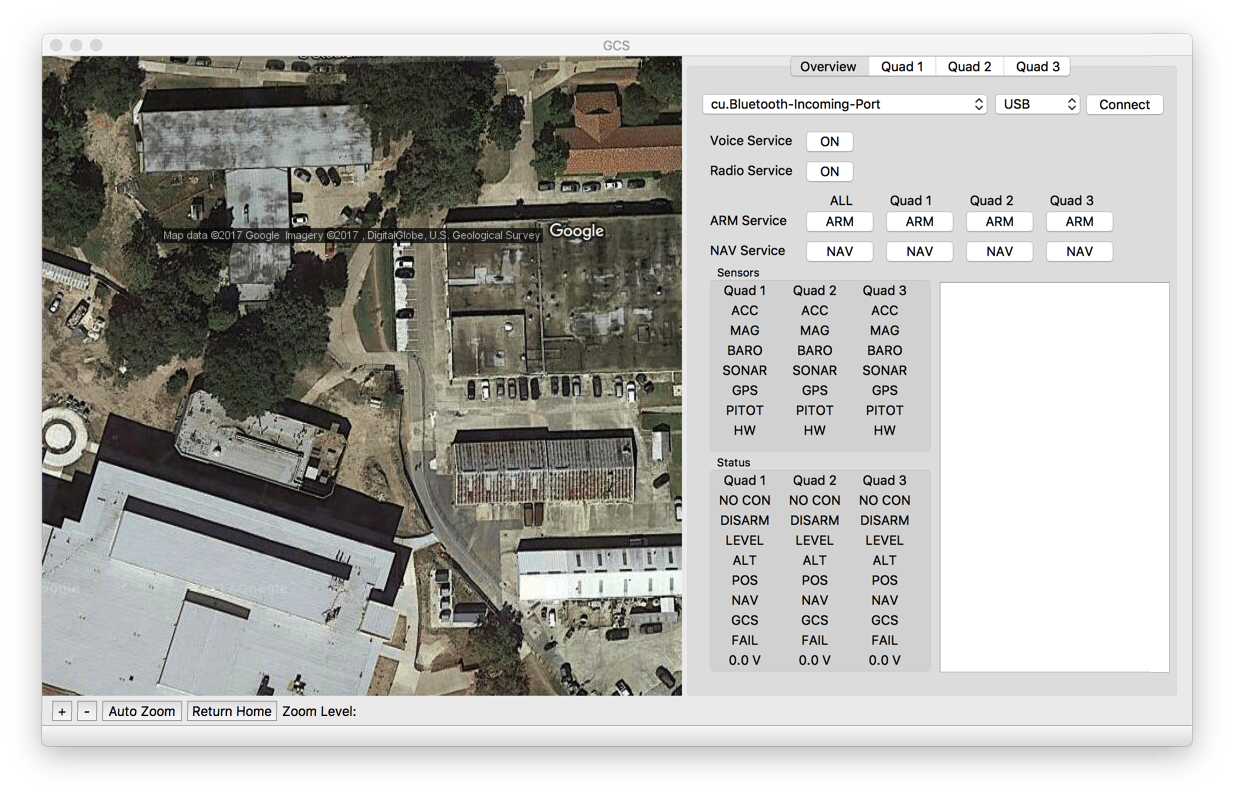 GCS
Overview Quad 1 Quad 2 Quad 3
cu.Bluetooth-Incoming-Port USB Connect
Voice Service ON
Radio Service ON
ALL Quad 1 Quad 2 Quad 3
ARM Service ARM ARM ARM ARM
NAV Service NAV NAV NAV NAV
Map data ©2017 Google Imagery ©2017 , DigitalGlobe, U.S. Geological Survey
Google
Sensors
Quad 1 Quad 2 Quad 3
ACC ACC ACC
MAG MAG MAG
BARO BARO BARO
SONAR SONAR SONAR
GPS GPS GPS
PITOT PITOT PITOT
HW HW HW
Status
Quad 1 Quad 2 Quad 3
NO CON NO CON NO CON
DISARM DISARM DISARM
LEVEL LEVEL LEVEL
ALT ALT ALT
POS POS POS
NAV NAV NAV
GCS GCS GCS
FAIL FAIL FAIL
0.0 V 0.0 V 0.0 V
+ - Auto Zoom Return Home Zoom Level: